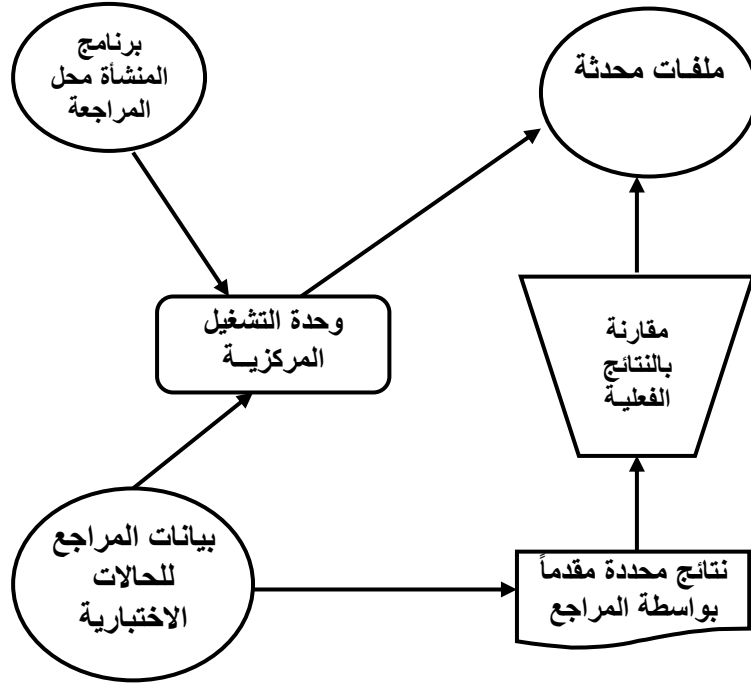 برنامج
المنشأة محل
المراجعة
ملفـات محدثة
وحدة التشغيل
المركزيــة
مقارنة
بالنتائج
الفعليـة
بيانات المراجع
للحالات
الاختبارية
نتائج محددة مقدماً
بواسطة المراجع